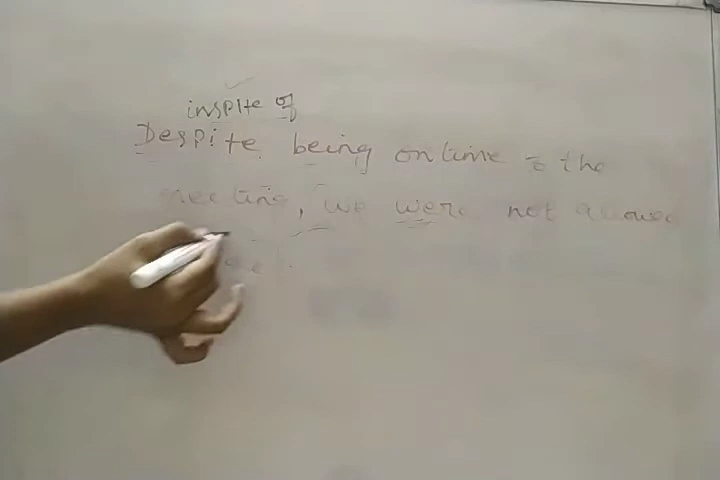 inspite of
Despite being on time to the
meeting, we were not allowed